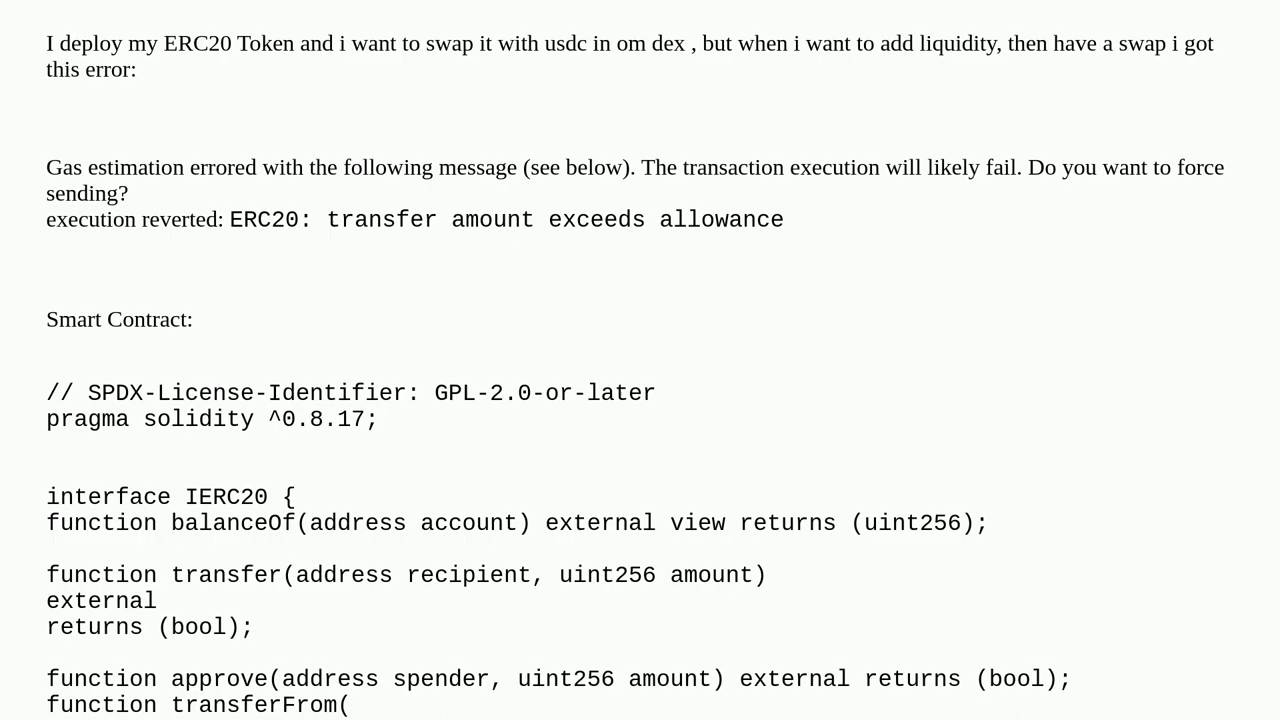 I deploy my ERC20 Token and i want to swap it with usdc in om dex , but when i want to add liquidity, then have a swap i got
this error:
Gas estimation errored with the following message (see below). The transaction execution will likely fail. Do you want to force
sending?
execution reverted: ERC20: transfer amount exceeds allowance
Smart Contract:
// SPDX-License-Identifier: GPL-2.0-or-later
pragma solidity ^0.8.17;
interface IERC20 {
function balanceOf(address account) external view returns (uint256);
function transfer(address recipient, uint256 amount)
external
returns (bool);
function approve(address spender, uint256 amount) external returns (bool);
function transferFrom(